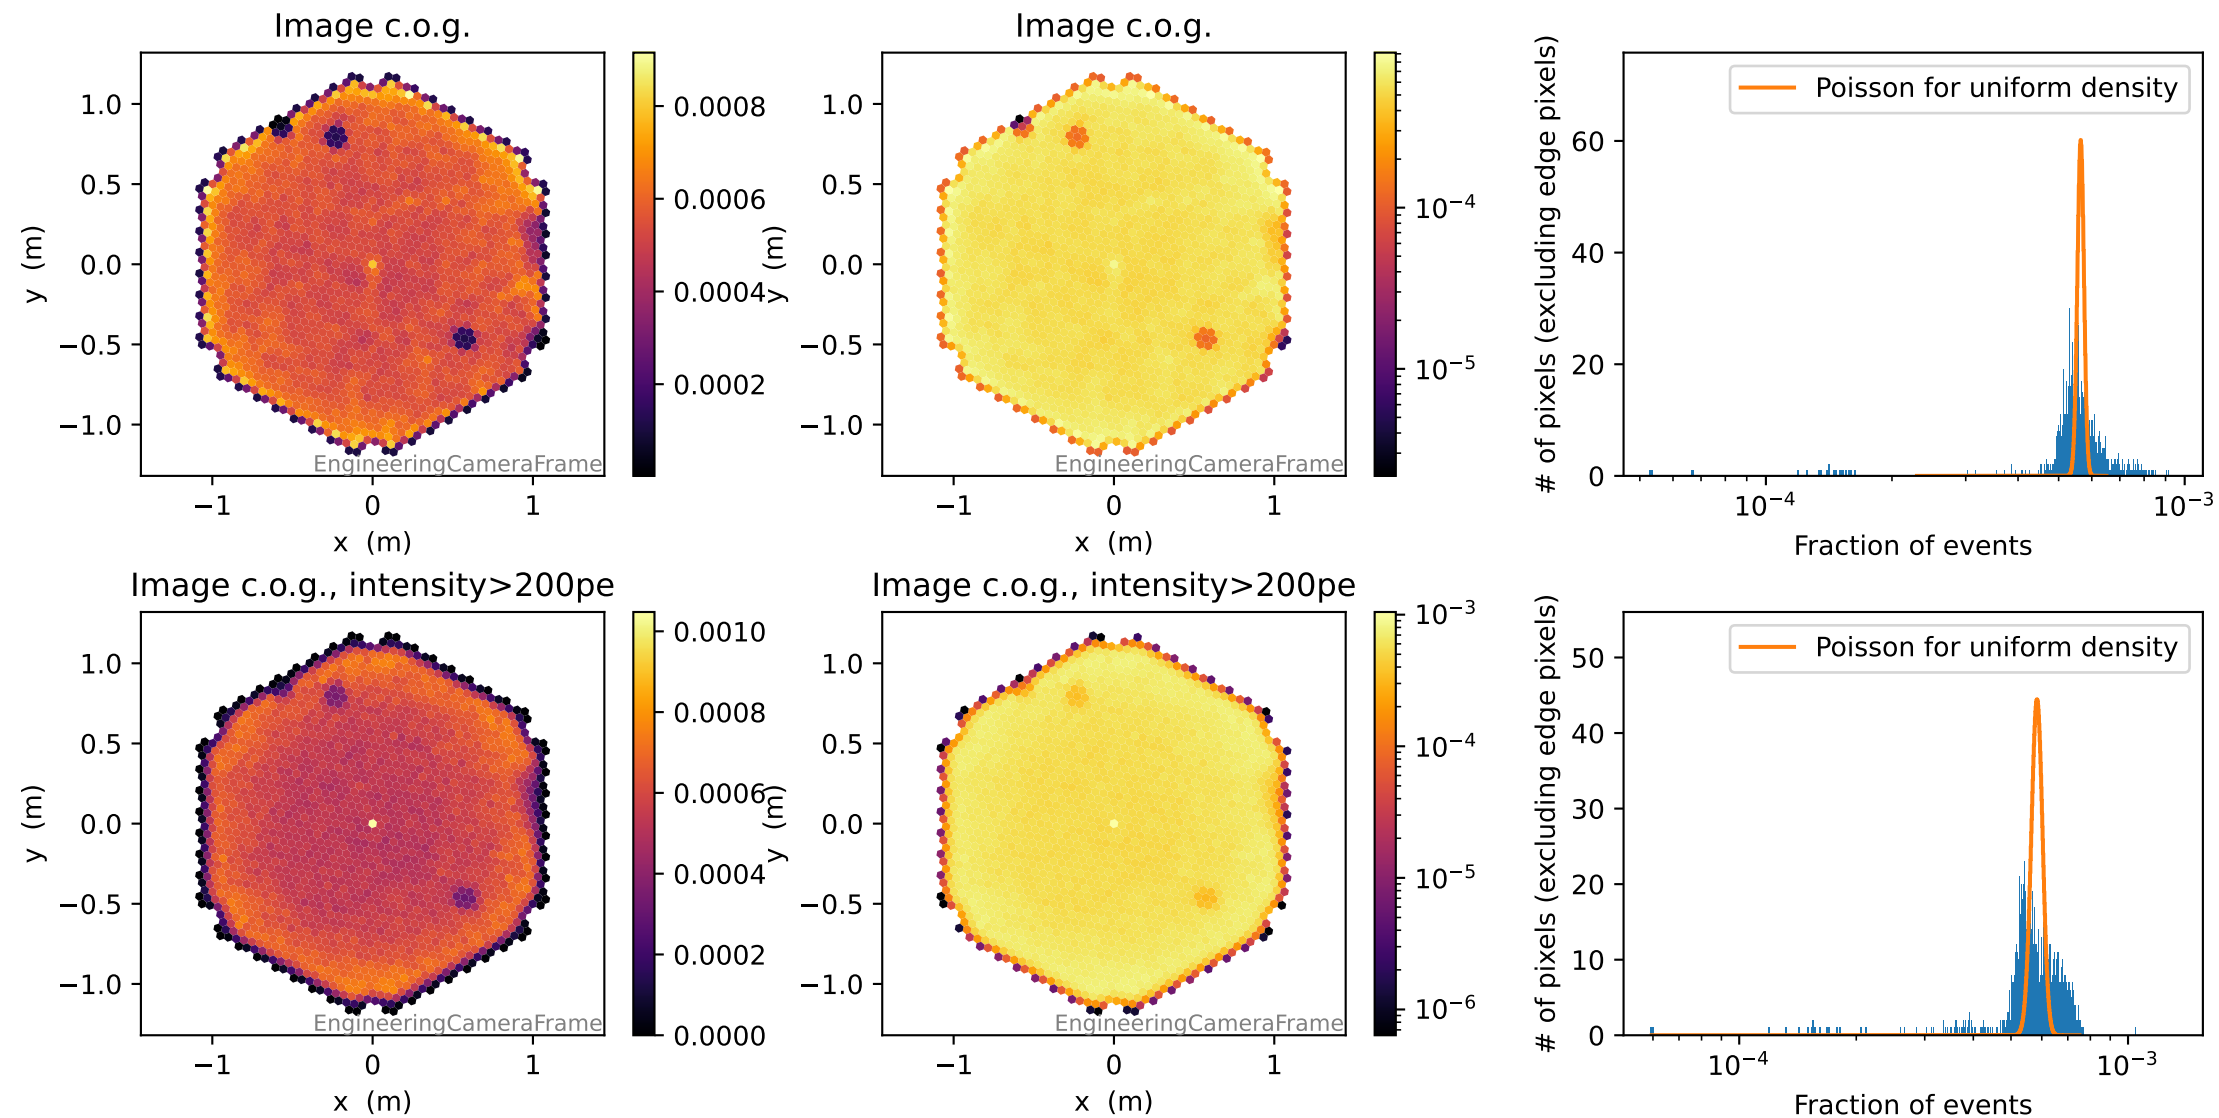 Image c.o.g.
1.0
0.5
0.0
−0.5
−1.0
y (m)
−1
0
1
x (m)
EngineeringCameraFrame
0.0008
0.0006
0.0004
0.0002
Image c.o.g.
1.0
0.5
0.0
−0.5
−1.0
y (m)
−1
0
1
x (m)
EngineeringCameraFrame
10⁻⁴
10⁻⁵
Poisson for uniform density
# of pixels (excluding edge pixels)
60
40
20
0
10⁻⁴
10⁻³
Fraction of events
Image c.o.g., intensity>200pe
1.0
0.5
0.0
−0.5
−1.0
y (m)
−1
0
1
x (m)
EngineeringCameraFrame
0.0010
0.0008
0.0006
0.0004
0.0002
0.0000
Image c.o.g., intensity>200pe
1.0
0.5
0.0
−0.5
−1.0
y (m)
−1
0
1
x (m)
EngineeringCameraFrame
10⁻³
10⁻⁴
10⁻⁵
10⁻⁶
Poisson for uniform density
# of pixels (excluding edge pixels)
50
40
30
20
10
0
10⁻⁴
10⁻³
Fraction of events